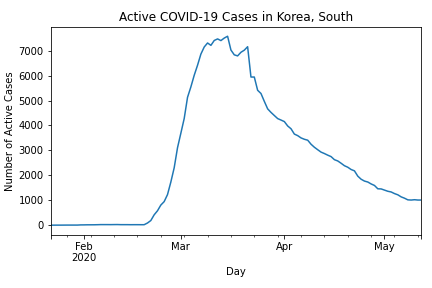 Active COVID-19 Cases in Korea, South
Number of Active Cases
7000
6000
5000
4000
3000
2000
1000
0
Feb
2020
Mar
Apr
May
Day